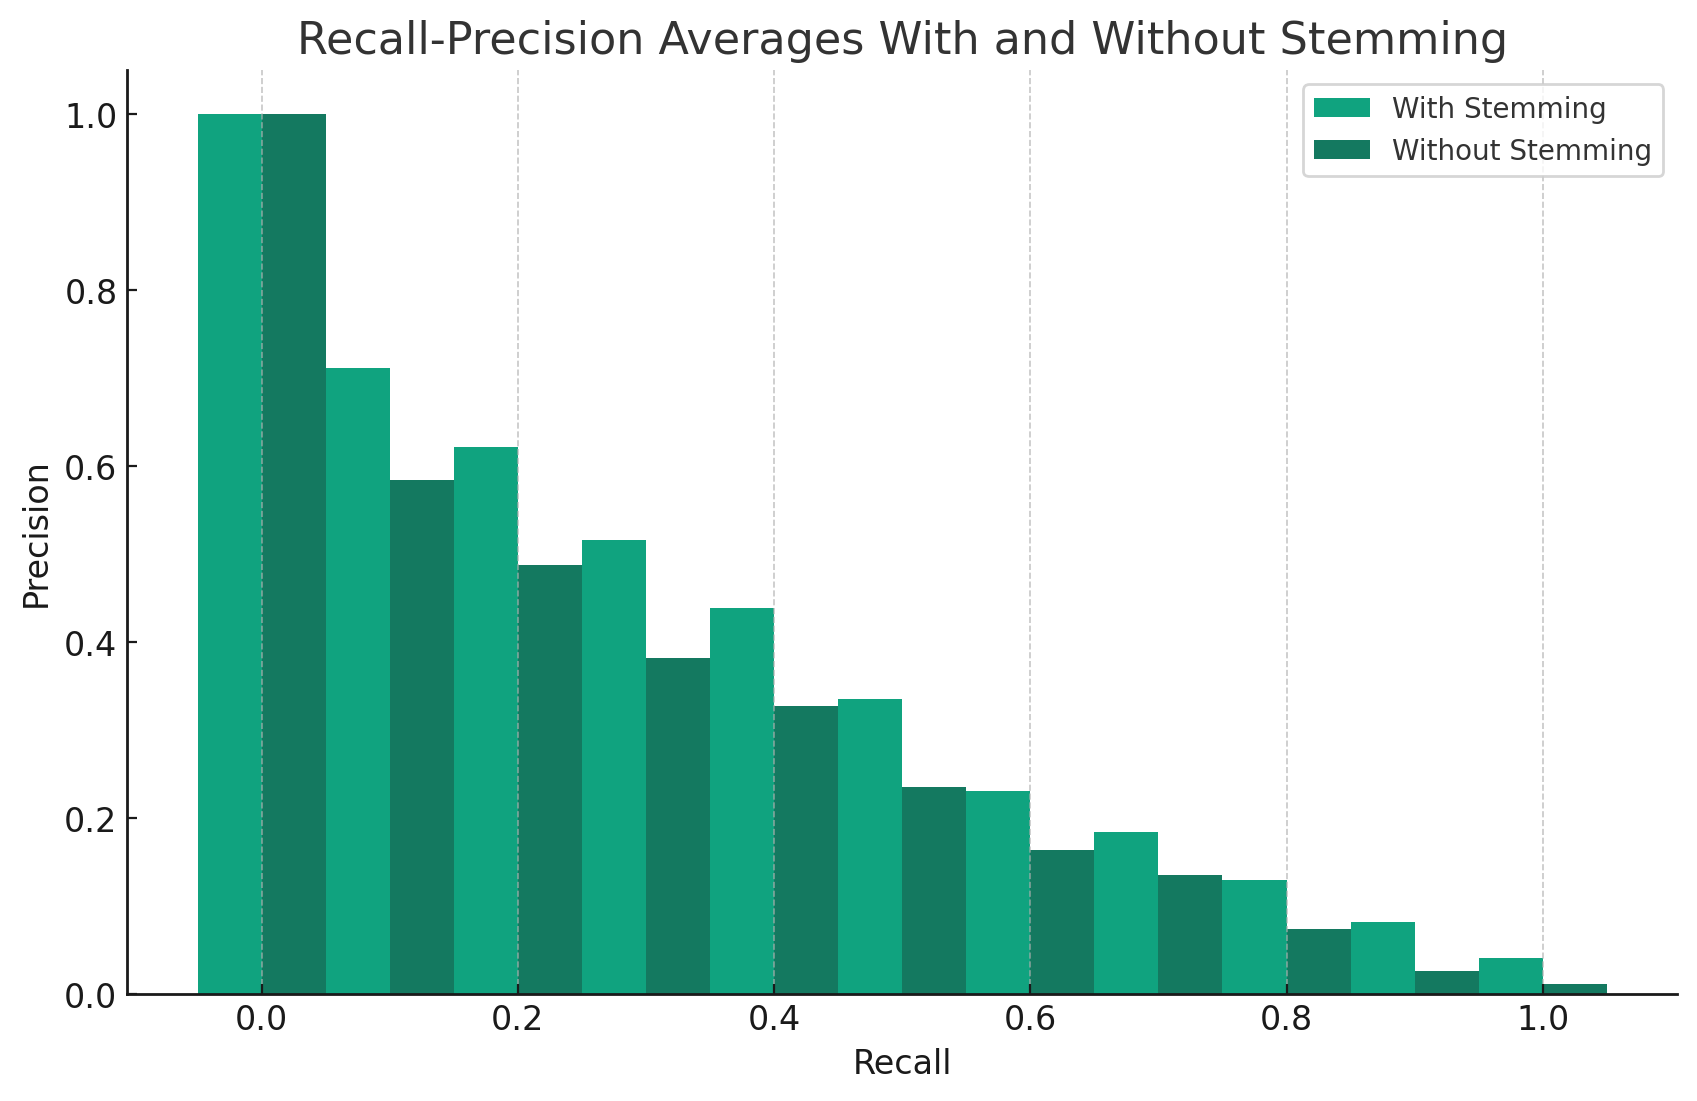 Recall-Precision Averages With and Without Stemming
With Stemming
Without Stemming
1.0
0.8
0.6
0.4
0.2
0.0
Precision
0.0 0.2 0.4 0.6 0.8 1.0
Recall